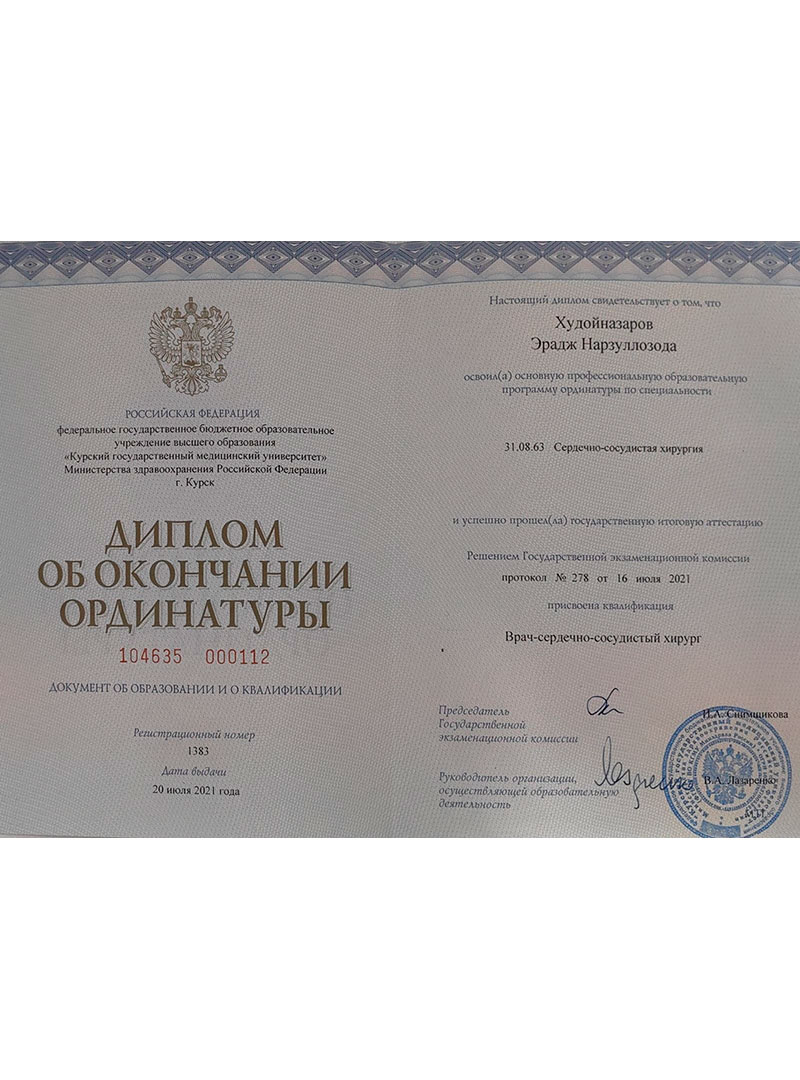 РОССИЙСКАЯ ФЕДЕРАЦИЯ
федеральное государственное бюджетное образовательное
учреждение высшего образования
«Курский государственный медицинский университет»
Министерства здравоохранения Российской Федерации
г. Курск
ДИПЛОМ
ОБ ОКОНЧАНИИ
ОРДИНАТУРЫ
104635 000112
ДОКУМЕНТ ОБ ОБРАЗОВАНИИ И О КВАЛИФИКАЦИИ
Регистрационный номер
1383
Дата выдачи
20 июля 2021 года
Настоящий диплом свидетельствует о том, что
Худойназаров
Эрадж Нарзуллозода
освоил(а) основную профессиональную образовательную
программу ординатуры по специальности
31.08.63 Сердечно-сосудистая хирургия
и успешно прошел(ла) государственную итоговую аттестацию
Решением Государственной экзаменационной комиссии
протокол № 278 от 16 июля 2021
присвоена квалификация
Врач-сердечно-сосудистый хирург
Председатель
Государственной
экзаменационной комиссии
Снимщикова
Руководитель организации,
осуществляющей образовательную
деятельность
В.А. Лазаренко